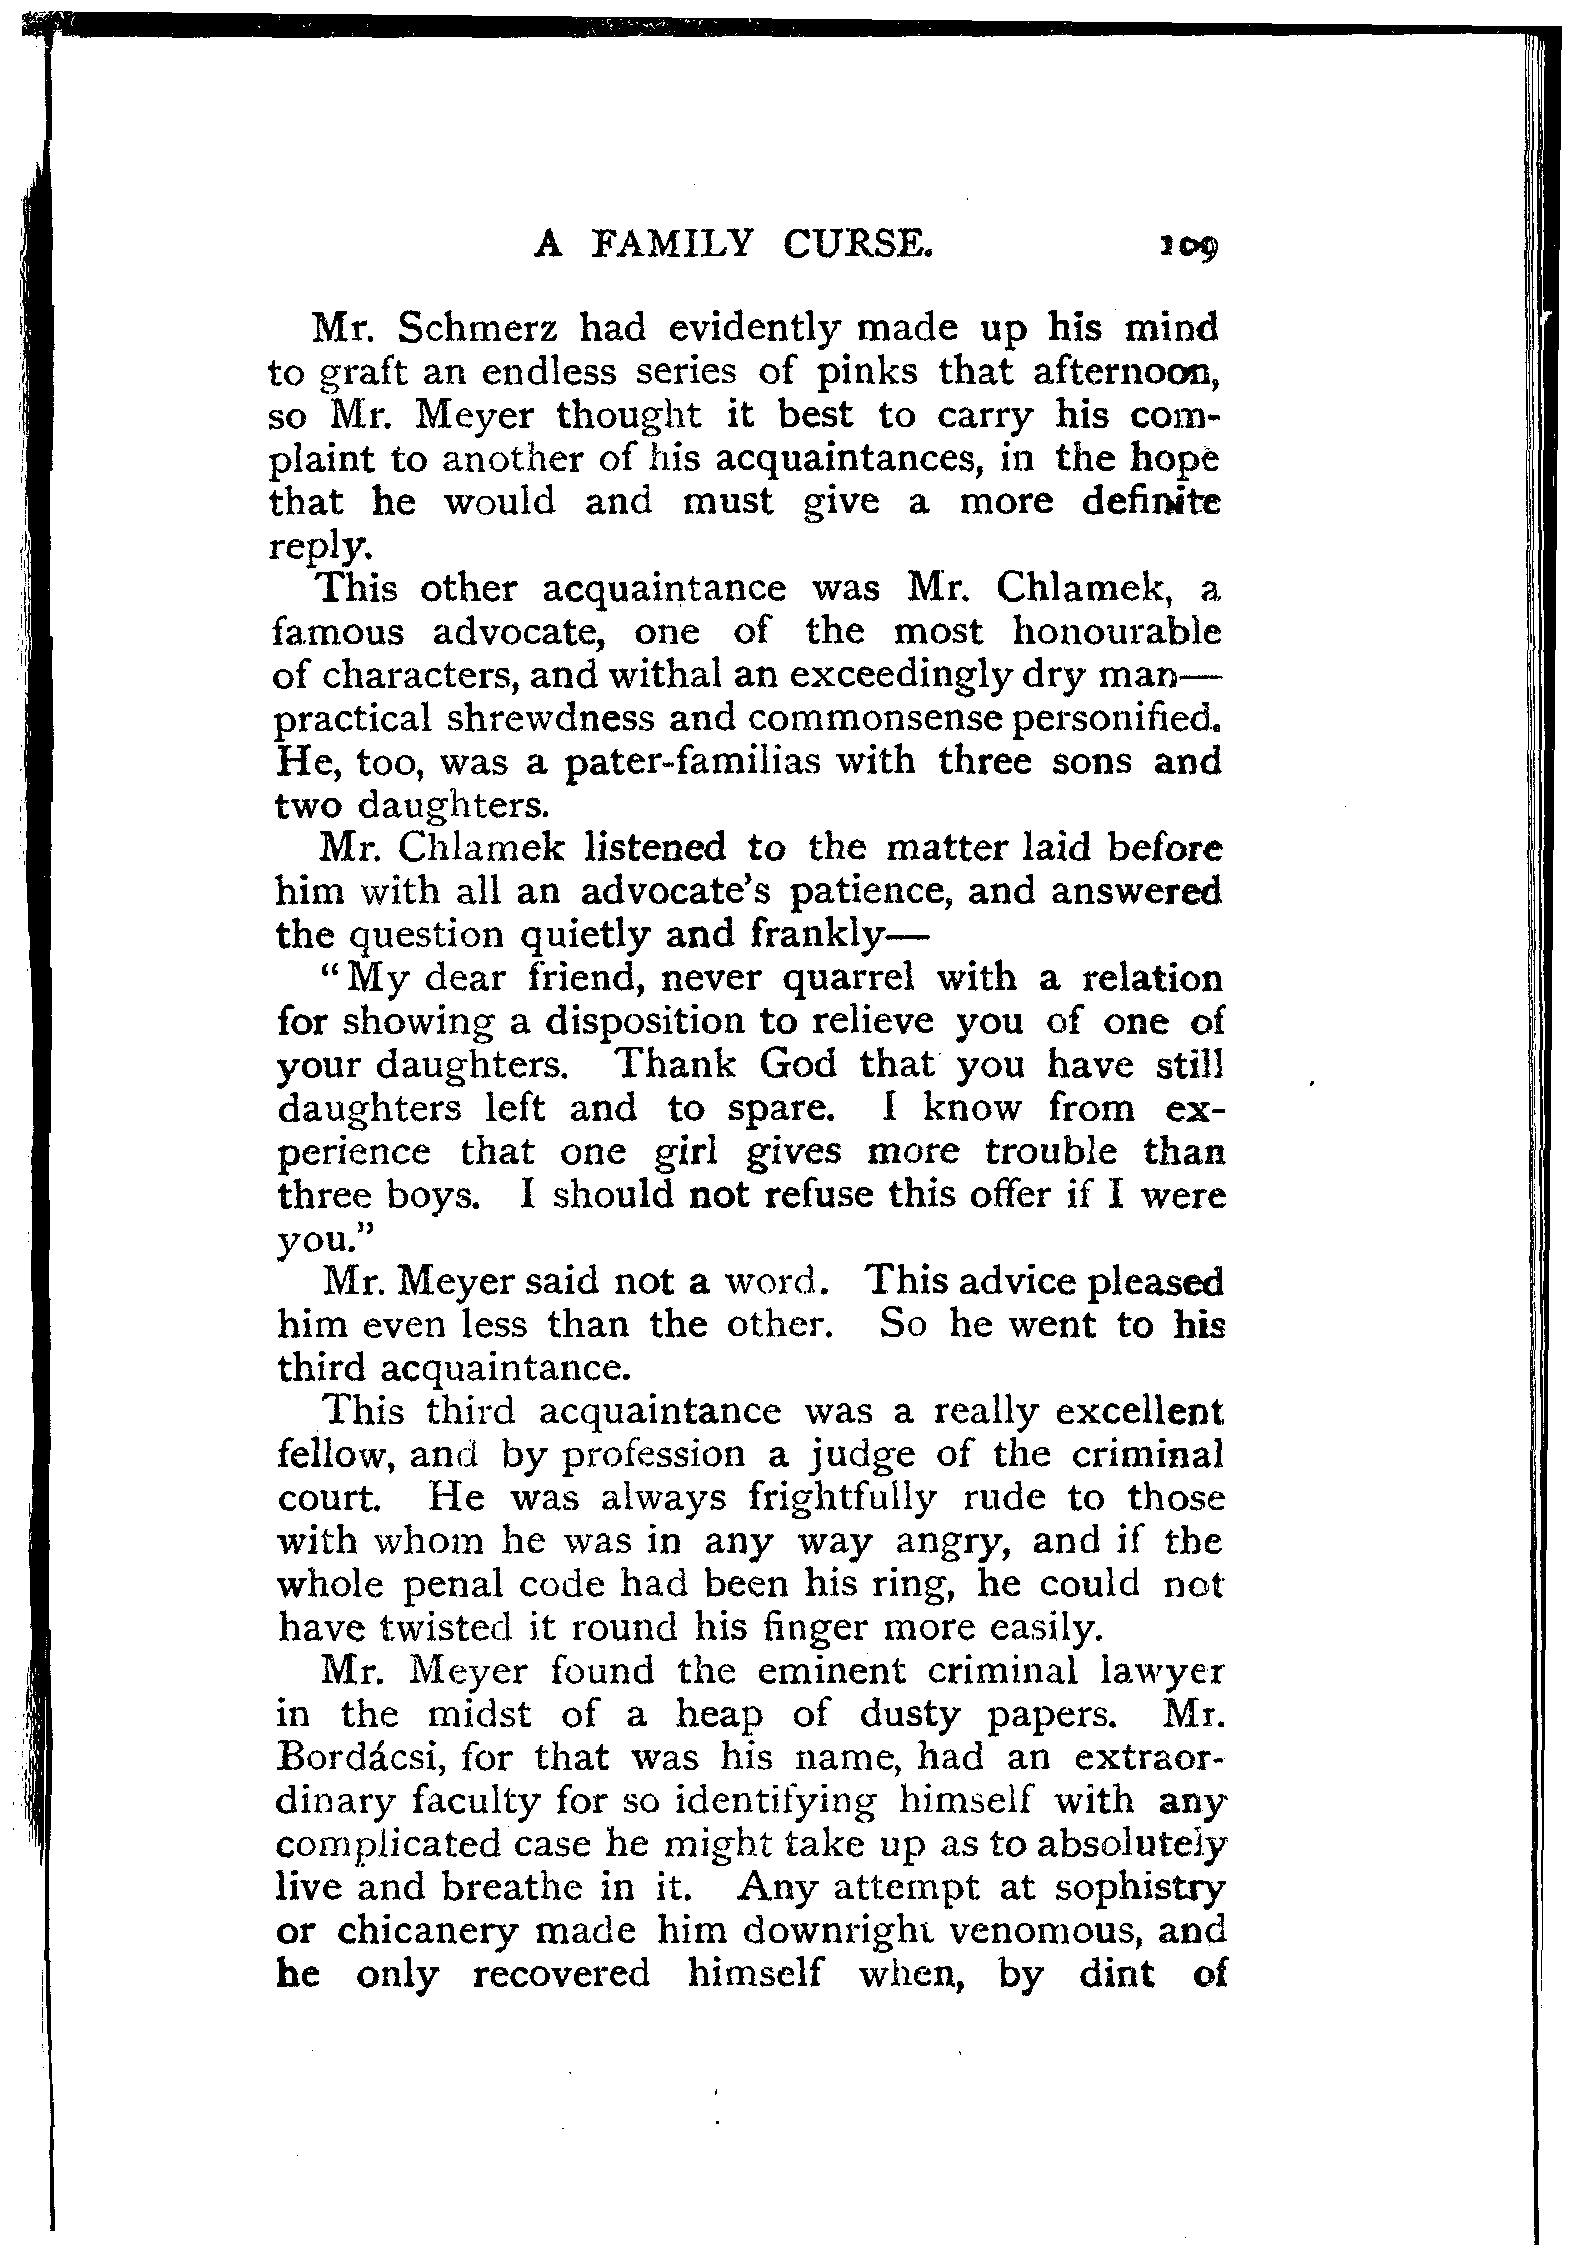 A FAMILY CURSE. 109
Mr. Schmerz had evidently made up his mind
to graft an endless series of pinks that afternoon,
so Mr. Meyer thought it best to carry his com-
plaint to another of his acquaintances, in the hope
that he would and must give a more definite
reply.
This other acquaintance was Mr. Chlamek, a
famous advocate, one of the most honourable
of characters, and withal an exceedingly dry man—
practical shrewdness and commonsense personified.
He, too, was a pater-familias with three sons and
two daughters.
Mr. Chlamek listened to the matter laid before
him with all an advocate's patience, and answered
the question quietly and frankly—
"My dear friend, never quarrel with a relation
for showing a disposition to relieve you of one of
your daughters. Thank God that you have still
daughters left and to spare. I know from ex-
perience that one girl gives more trouble than
three boys. I should not refuse this offer if I were
you."
Mr. Meyer said not a word. This advice pleased
him even less than the other. So he went to his
third acquaintance.
This third acquaintance was a really excellent
fellow, and by profession a judge of the criminal
court. He was always frightfully rude to those
with whom he was in any way angry, and if the
whole penal code had been his ring, he could not
have twisted it round his finger more easily.
Mr. Meyer found the eminent criminal lawyer
in the midst of a heap of dusty papers. Mr.
Bordácsi, for that was his name, had an extraor-
dinary faculty for so identifying himself with any
complicated case he might take up as to absolutely
live and breathe in it. Any attempt at sophistry
or chicanery made him downright venomous, and
he only recovered himself when, by dint of